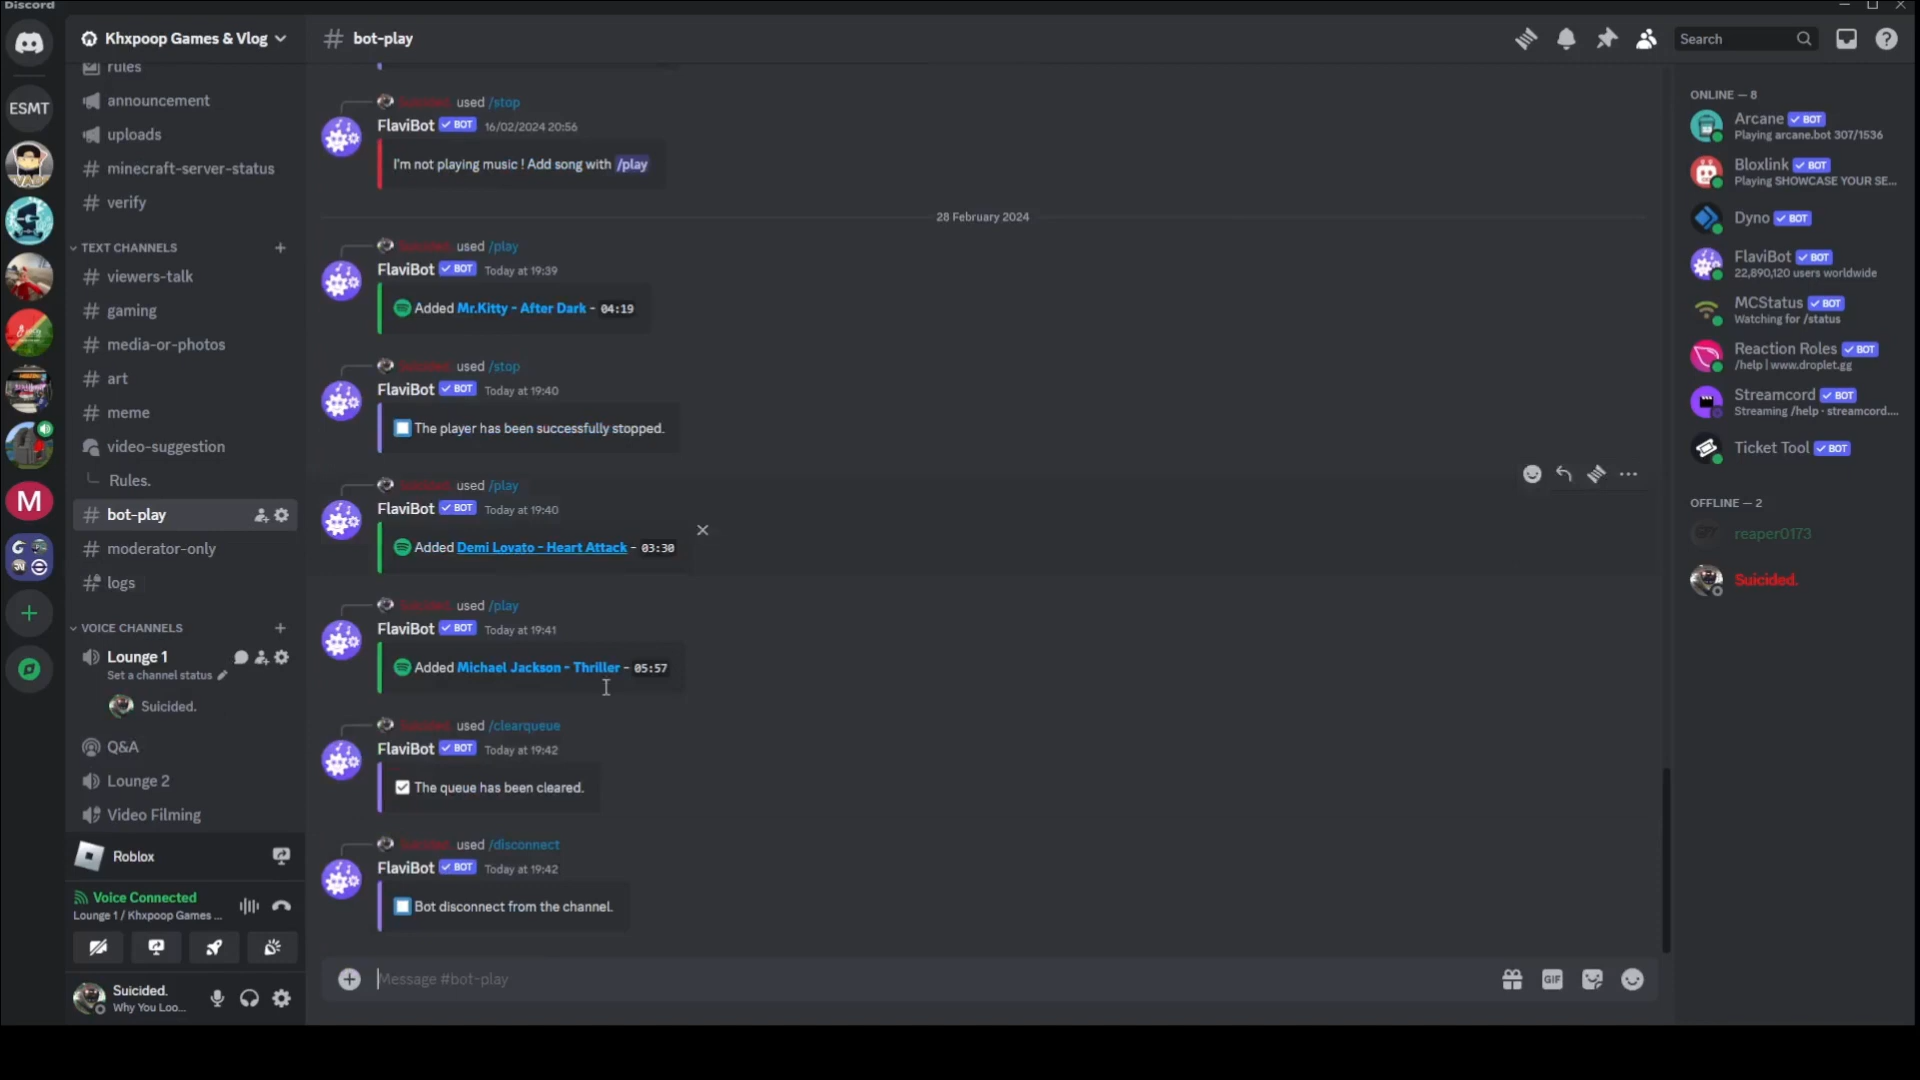 Discord
Khxpoop Games & Vlog
rules
announcement
uploads
minecraft-server-status
verify
TEXT CHANNELS
viewers-talk
gaming
media-or-photos
art
meme
video-suggestion
Rules.
# bot-play
moderator-only
logs
VOICE CHANNELS
Lounge 1
Set a channel status
Suicided.
Q&A
Lounge 2
Video Filming
Roblox
Voice Connected
Lounge 1 / Khxpoop Games ...
Suicided.
Why You Loo...
ESMT
M
# bot-play
Search
Suicided. used /stop
FlaviBot BOT 16/02/2024 20:56
I'm not playing music ! Add song with /play
28 February 2024
Suicided. used /play
FlaviBot BOT Today at 19:39
Added Mr.Kitty - After Dark - 04:19
Suicided. used /stop
FlaviBot BOT Today at 19:40
The player has been successfully stopped.
Suicided. used /play
FlaviBot BOT Today at 19:40
Added Demi Lovato - Heart Attack - 03:30
Suicided. used /play
FlaviBot BOT Today at 19:41
Added Michael Jackson - Thriller - 05:57
Suicided. used /clearqueue
FlaviBot BOT Today at 19:42
The queue has been cleared.
Suicided. used /disconnect
FlaviBot BOT Today at 19:42
Bot disconnect from the channel.
Message #bot-play
GIF
ONLINE — 8
Arcane BOT
Playing arcane.bot 307/1536
Bloxlink BOT
Playing SHOWCASE YOUR SE...
Dyno BOT
FlaviBot BOT
22,890,120 users worldwide
MCStatus BOT
Watching for /status
Reaction Roles BOT
/help | www.droplet.gg
Streamcord BOT
Streaming /help · streamcord....
Ticket Tool BOT
OFFLINE — 2
reaper0173
Suicided.